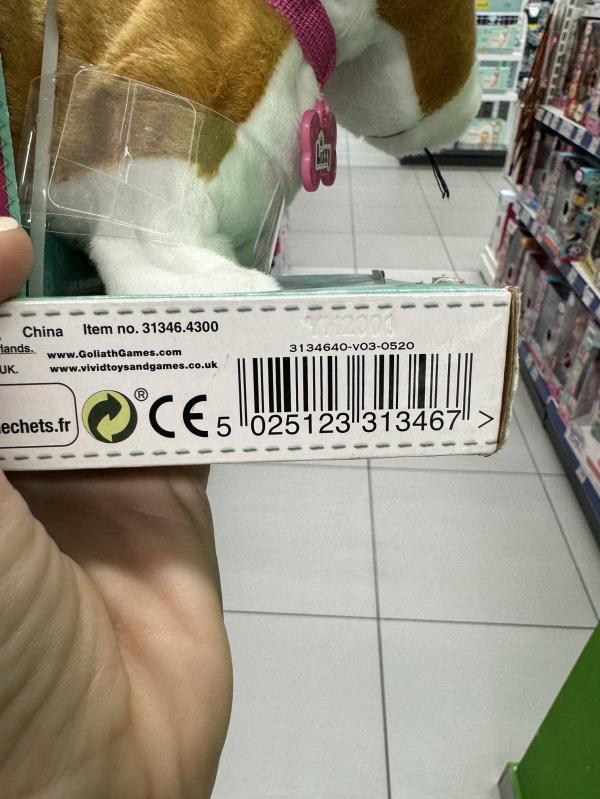 China Item no. 31346.4300
lands. www.GoliathGames.com
UK. www.vividtoysandgames.co.uk
echets.fr
® CE
3134640-V03-0520
5 025123 313467 >